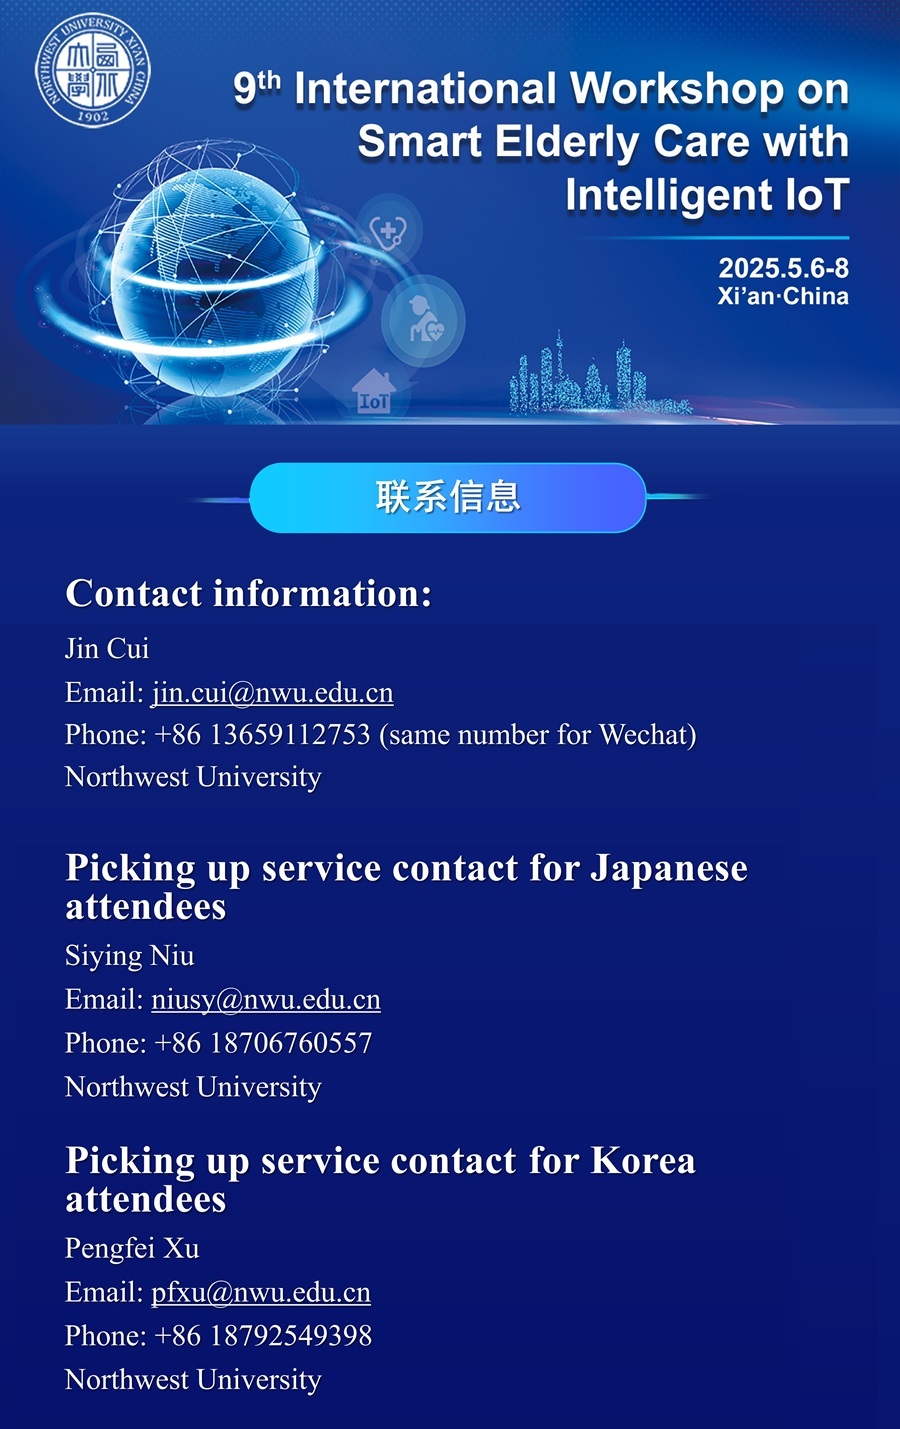 NORTHWEST UNIVERSITY XI'AN CHINA
1902
9th International Workshop on
Smart Elderly Care with
Intelligent IoT
2025.5.6-8
Xi’an·China
IoT
联系信息
Contact information:
Jin Cui
Email: jin.cui@nwu.edu.cn
Phone: +86 13659112753 (same number for Wechat)
Northwest University
Picking up service contact for Japanese
attendees
Siying Niu
Email: niusy@nwu.edu.cn
Phone: +86 18706760557
Northwest University
Picking up service contact for Korea
attendees
Pengfei Xu
Email: pfxu@nwu.edu.cn
Phone: +86 18792549398
Northwest University